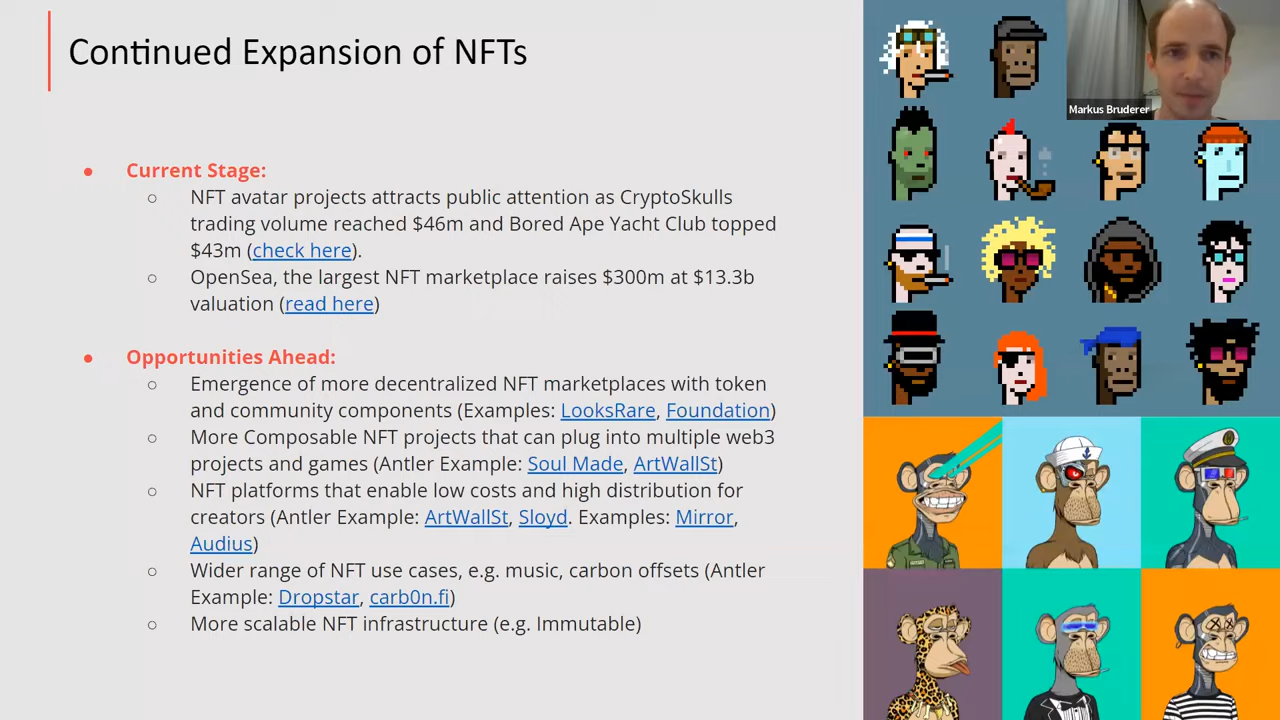 Continued Expansion of NFTs
Markus Bruderer
● Current Stage:
○ NFT avatar projects attracts public attention as CryptoSkulls
trading volume reached $46m and Bored Ape Yacht Club topped
$43m (check here).
○ OpenSea, the largest NFT marketplace raises $300m at $13.3b
valuation (read here)
● Opportunities Ahead:
○ Emergence of more decentralized NFT marketplaces with token
and community components (Examples: LooksRare, Foundation)
○ More Composable NFT projects that can plug into multiple web3
projects and games (Antler Example: Soul Made, ArtWallSt)
○ NFT platforms that enable low costs and high distribution for
creators (Antler Example: ArtWallSt, Sloyd. Examples: Mirror,
Audius)
○ Wider range of NFT use cases, e.g. music, carbon offsets (Antler
Example: Dropstar, carb0n.fi)
○ More scalable NFT infrastructure (e.g. Immutable)